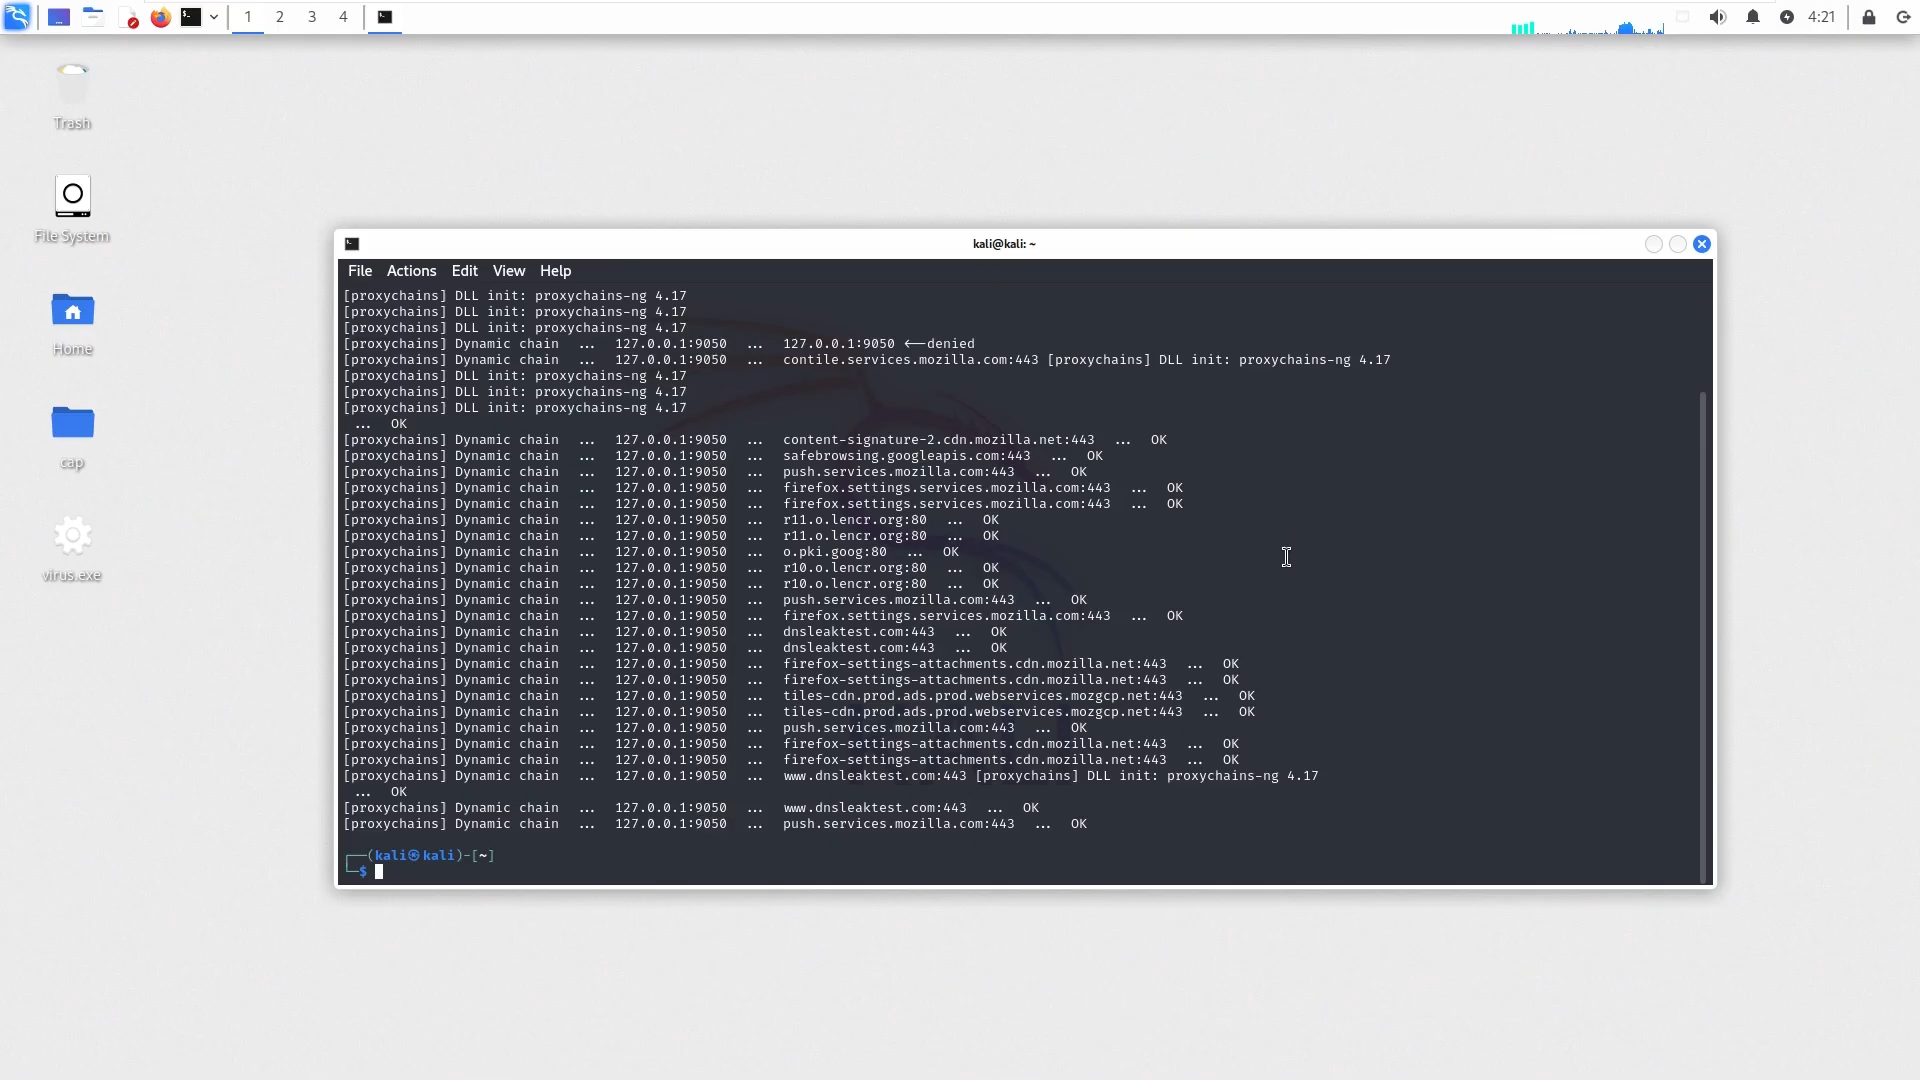 1 2 3 4 4:21
Trash
File System
Home
cap
virus.exe
kali@kali: ~
File Actions Edit View Help
[proxychains] DLL init: proxychains-ng 4.17
[proxychains] DLL init: proxychains-ng 4.17
[proxychains] DLL init: proxychains-ng 4.17
[proxychains] Dynamic chain ... 127.0.0.1:9050 ... 127.0.0.1:9050 <--denied
[proxychains] Dynamic chain ... 127.0.0.1:9050 ... contile.services.mozilla.com:443 [proxychains] DLL init: proxychains-ng 4.17
[proxychains] DLL init: proxychains-ng 4.17
[proxychains] DLL init: proxychains-ng 4.17
[proxychains] DLL init: proxychains-ng 4.17
... OK
[proxychains] Dynamic chain ... 127.0.0.1:9050 ... content-signature-2.cdn.mozilla.net:443 ... OK
[proxychains] Dynamic chain ... 127.0.0.1:9050 ... safebrowsing.googleapis.com:443 ... OK
[proxychains] Dynamic chain ... 127.0.0.1:9050 ... push.services.mozilla.com:443 ... OK
[proxychains] Dynamic chain ... 127.0.0.1:9050 ... firefox.settings.services.mozilla.com:443 ... OK
[proxychains] Dynamic chain ... 127.0.0.1:9050 ... firefox.settings.services.mozilla.com:443 ... OK
[proxychains] Dynamic chain ... 127.0.0.1:9050 ... r11.o.lencr.org:80 ... OK
[proxychains] Dynamic chain ... 127.0.0.1:9050 ... r11.o.lencr.org:80 ... OK
[proxychains] Dynamic chain ... 127.0.0.1:9050 ... o.pki.goog:80 ... OK
[proxychains] Dynamic chain ... 127.0.0.1:9050 ... r10.o.lencr.org:80 ... OK
[proxychains] Dynamic chain ... 127.0.0.1:9050 ... r10.o.lencr.org:80 ... OK
[proxychains] Dynamic chain ... 127.0.0.1:9050 ... push.services.mozilla.com:443 ... OK
[proxychains] Dynamic chain ... 127.0.0.1:9050 ... firefox.settings.services.mozilla.com:443 ... OK
[proxychains] Dynamic chain ... 127.0.0.1:9050 ... dnsleaktest.com:443 ... OK
[proxychains] Dynamic chain ... 127.0.0.1:9050 ... dnsleaktest.com:443 ... OK
[proxychains] Dynamic chain ... 127.0.0.1:9050 ... firefox-settings-attachments.cdn.mozilla.net:443 ... OK
[proxychains] Dynamic chain ... 127.0.0.1:9050 ... firefox-settings-attachments.cdn.mozilla.net:443 ... OK
[proxychains] Dynamic chain ... 127.0.0.1:9050 ... tiles-cdn.prod.ads.prod.webservices.mozgcp.net:443 ... OK
[proxychains] Dynamic chain ... 127.0.0.1:9050 ... tiles-cdn.prod.ads.prod.webservices.mozgcp.net:443 ... OK
[proxychains] Dynamic chain ... 127.0.0.1:9050 ... push.services.mozilla.com:443 ... OK
[proxychains] Dynamic chain ... 127.0.0.1:9050 ... firefox-settings-attachments.cdn.mozilla.net:443 ... OK
[proxychains] Dynamic chain ... 127.0.0.1:9050 ... firefox-settings-attachments.cdn.mozilla.net:443 ... OK
[proxychains] Dynamic chain ... 127.0.0.1:9050 ... www.dnsleaktest.com:443 [proxychains] DLL init: proxychains-ng 4.17
... OK
[proxychains] Dynamic chain ... 127.0.0.1:9050 ... www.dnsleaktest.com:443 ... OK
[proxychains] Dynamic chain ... 127.0.0.1:9050 ... push.services.mozilla.com:443 ... OK
┌──(kali㉿kali)-[~]
└─$